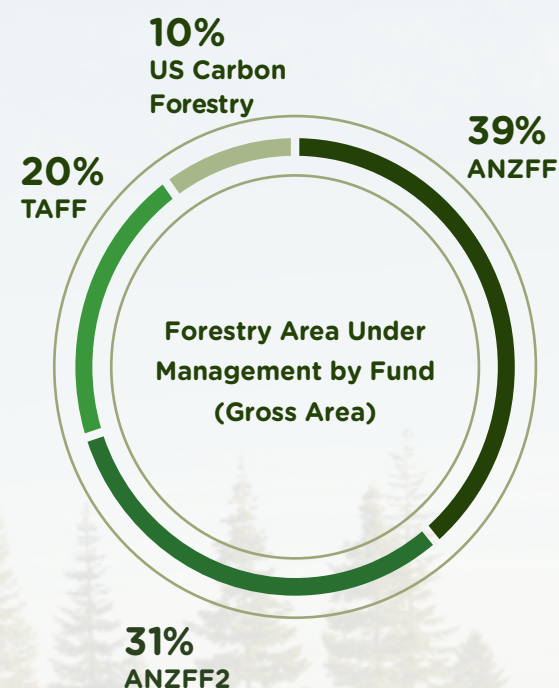 10%
US Carbon
Forestry
39%
ANZFF
20%
TAFF
Forestry Area Under
Management by Fund
(Gross Area)
31%
ANZFF2